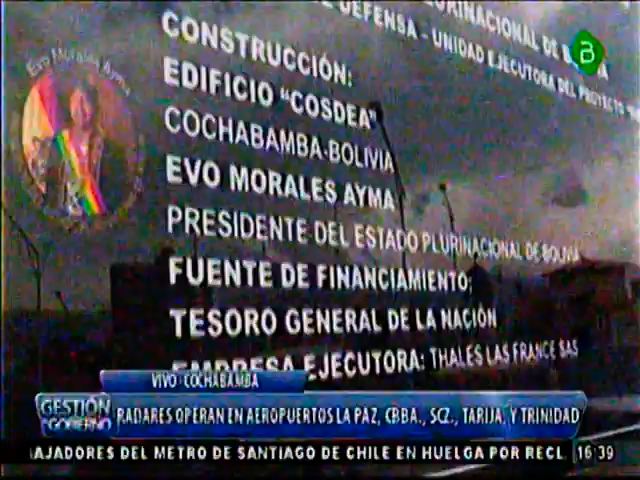 PLURINACIONAL DE BOLIVIA
DE DEFENSA - UNIDAD EJECUTORA DEL PROYECTO
B
Evo Morales Ayma
CONSTRUCCIÓN:
EDIFICIO "COSDEA"
COCHABAMBA-BOLIVIA
EVO MORALES AYMA
PRESIDENTE DEL ESTADO PLURINACIONAL DE BOLIVIA
FUENTE DE FINANCIAMIENTO:
TESORO GENERAL DE LA NACIÓN
EMPRESA EJECUTORA: THALES LAS FRANCE SAS
VIVO - COCHABAMBA
GESTIÓN
GOBIERNO
RADARES OPERAN EN AEROPUERTOS LA PAZ, CBBA., SCZ., TARIJA, Y TRINIDAD
AJADORES DEL METRO DE SANTIAGO DE CHILE EN HUELGA POR RECL
16:39